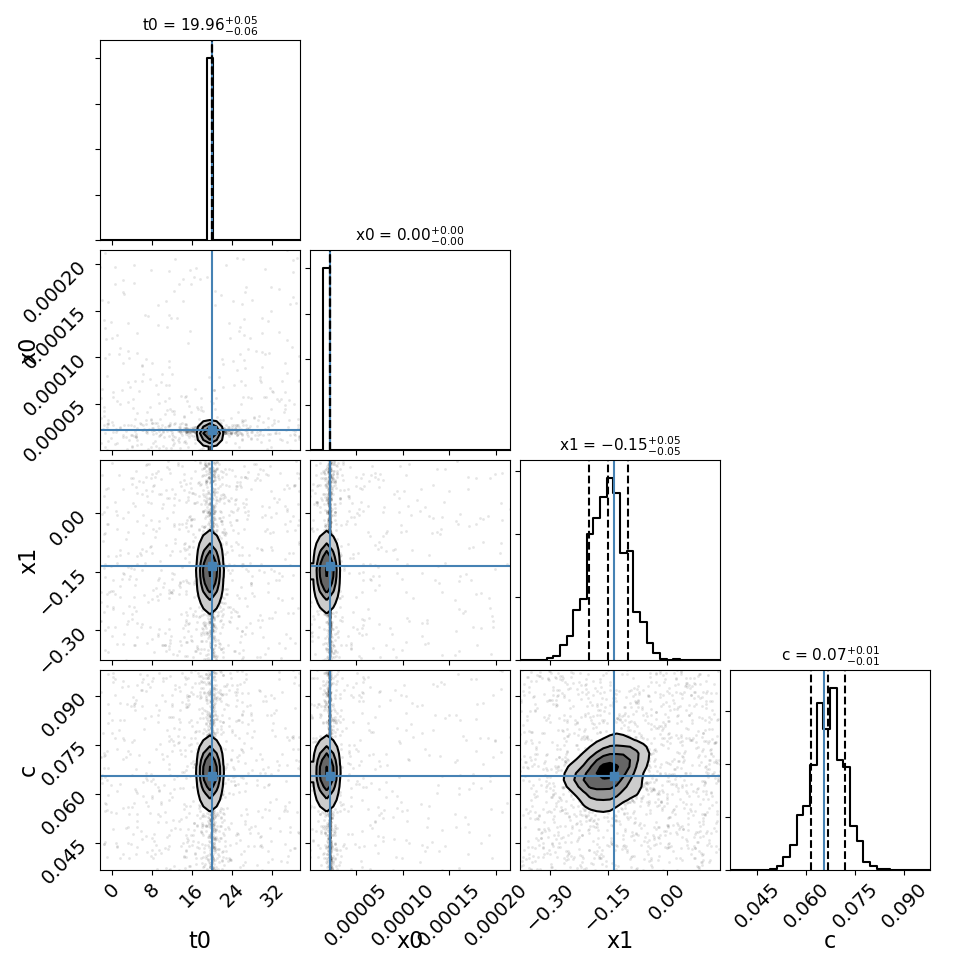 t0 = 19.96+0.05 −0.06
x0 = 0.00+0.00 −0.00
x0
0.00020
0.00015
0.00010
0.00005
x1 = −0.15+0.05 −0.05
x1
0.00
−0.15
−0.30
c = 0.07+0.01 −0.01
c
0.090
0.075
0.060
0.045
0 8 16 24 32
0.00005 0.00010 0.00015 0.00020
−0.30 −0.15 0.00
0.045 0.060 0.075 0.090
t0 x0 x1 c